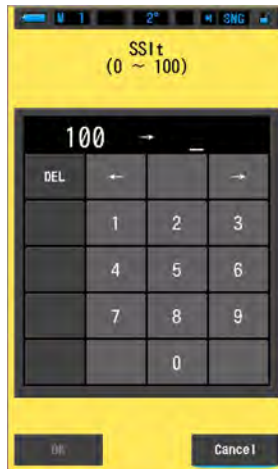 M 1 2° SNG
SSIt
(0 ~ 100)
100 → _
DEL ← →
1 2 3
4 5 6
7 8 9
0
OK Cancel